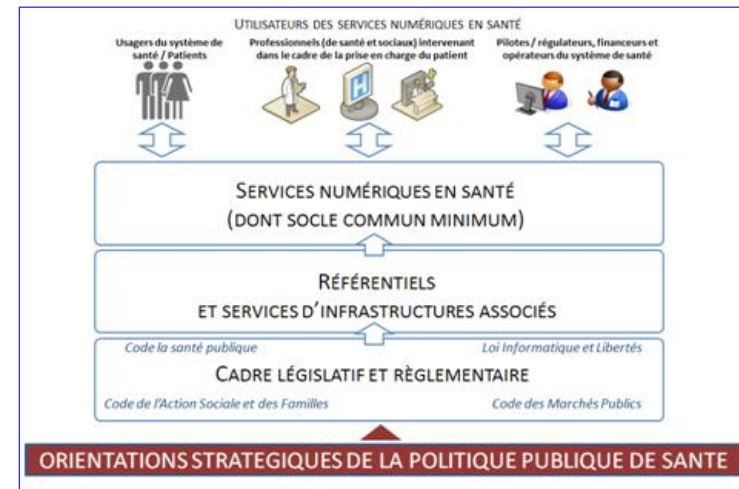 UTILISATEURS DES SERVICES NUMÉRIQUES EN SANTÉ
Usagers du système de
santé / Patients
Professionnels (de santé et sociaux) intervenant
dans le cadre de la prise en charge du patient
Pilotes / régulateurs, financeurs et
opérateurs du système de santé
H
SERVICES NUMÉRIQUES EN SANTÉ
(DONT SOCLE COMMUN MINIMUM)
RÉFÉRENTIELS
ET SERVICES D'INFRASTRUCTURES ASSOCIÉS
Code la santé publique
Loi Informatique et Libertés
CADRE LÉGISLATIF ET RÈGLEMENTAIRE
Code de l'Action Sociale et des Familles
Code des Marchés Publics
ORIENTATIONS STRATEGIQUES DE LA POLITIQUE PUBLIQUE DE SANTE